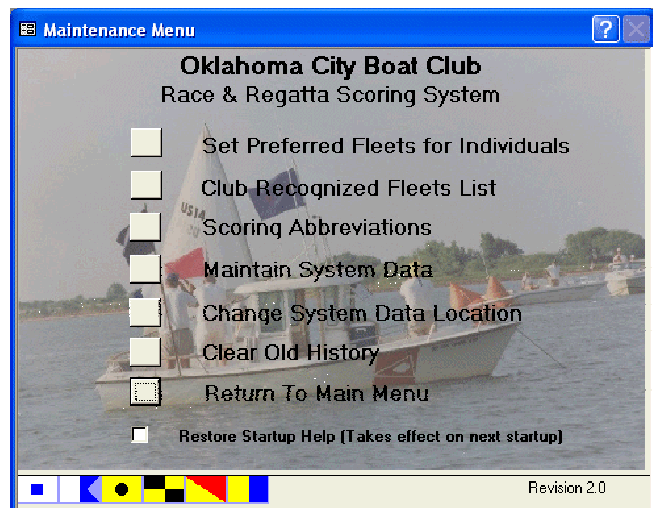 Maintenance Menu
?
Oklahoma City Boat Club
Race & Regatta Scoring System
Set Preferred Fleets for Individuals
Club Recognized Fleets List
USTA
Scoring Abbreviations
Maintain System Data
Change System Data Location
Clear Old History
Return To Main Menu
Restore Startup Help (Takes effect on next startup)
Revision 2.0